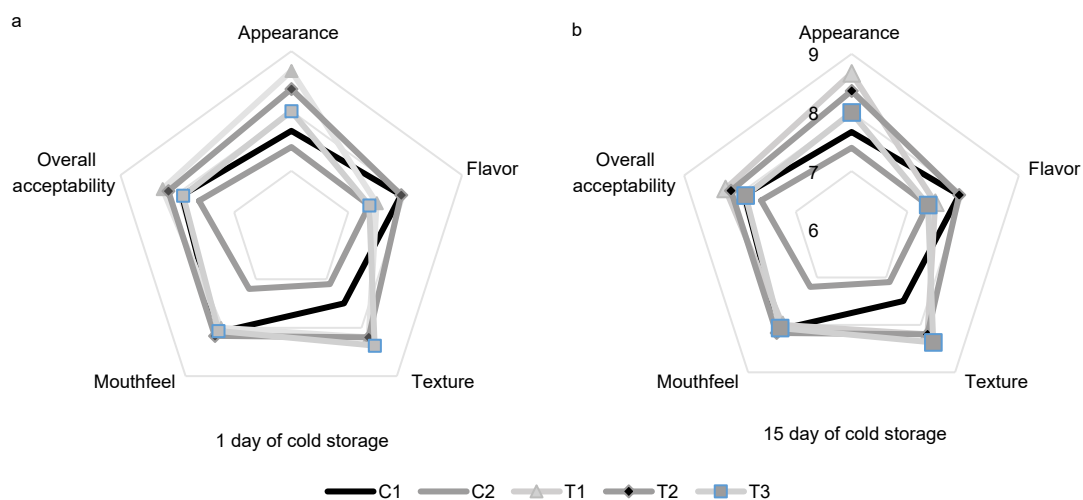 a
Appearance
Flavor
Overall
acceptability
Mouthfeel
Texture
1 day of cold storage
b
Appearance
9
8
7
6
Flavor
Overall
acceptability
Mouthfeel
Texture
15 day of cold storage
C1 C2 T1 T2 T3